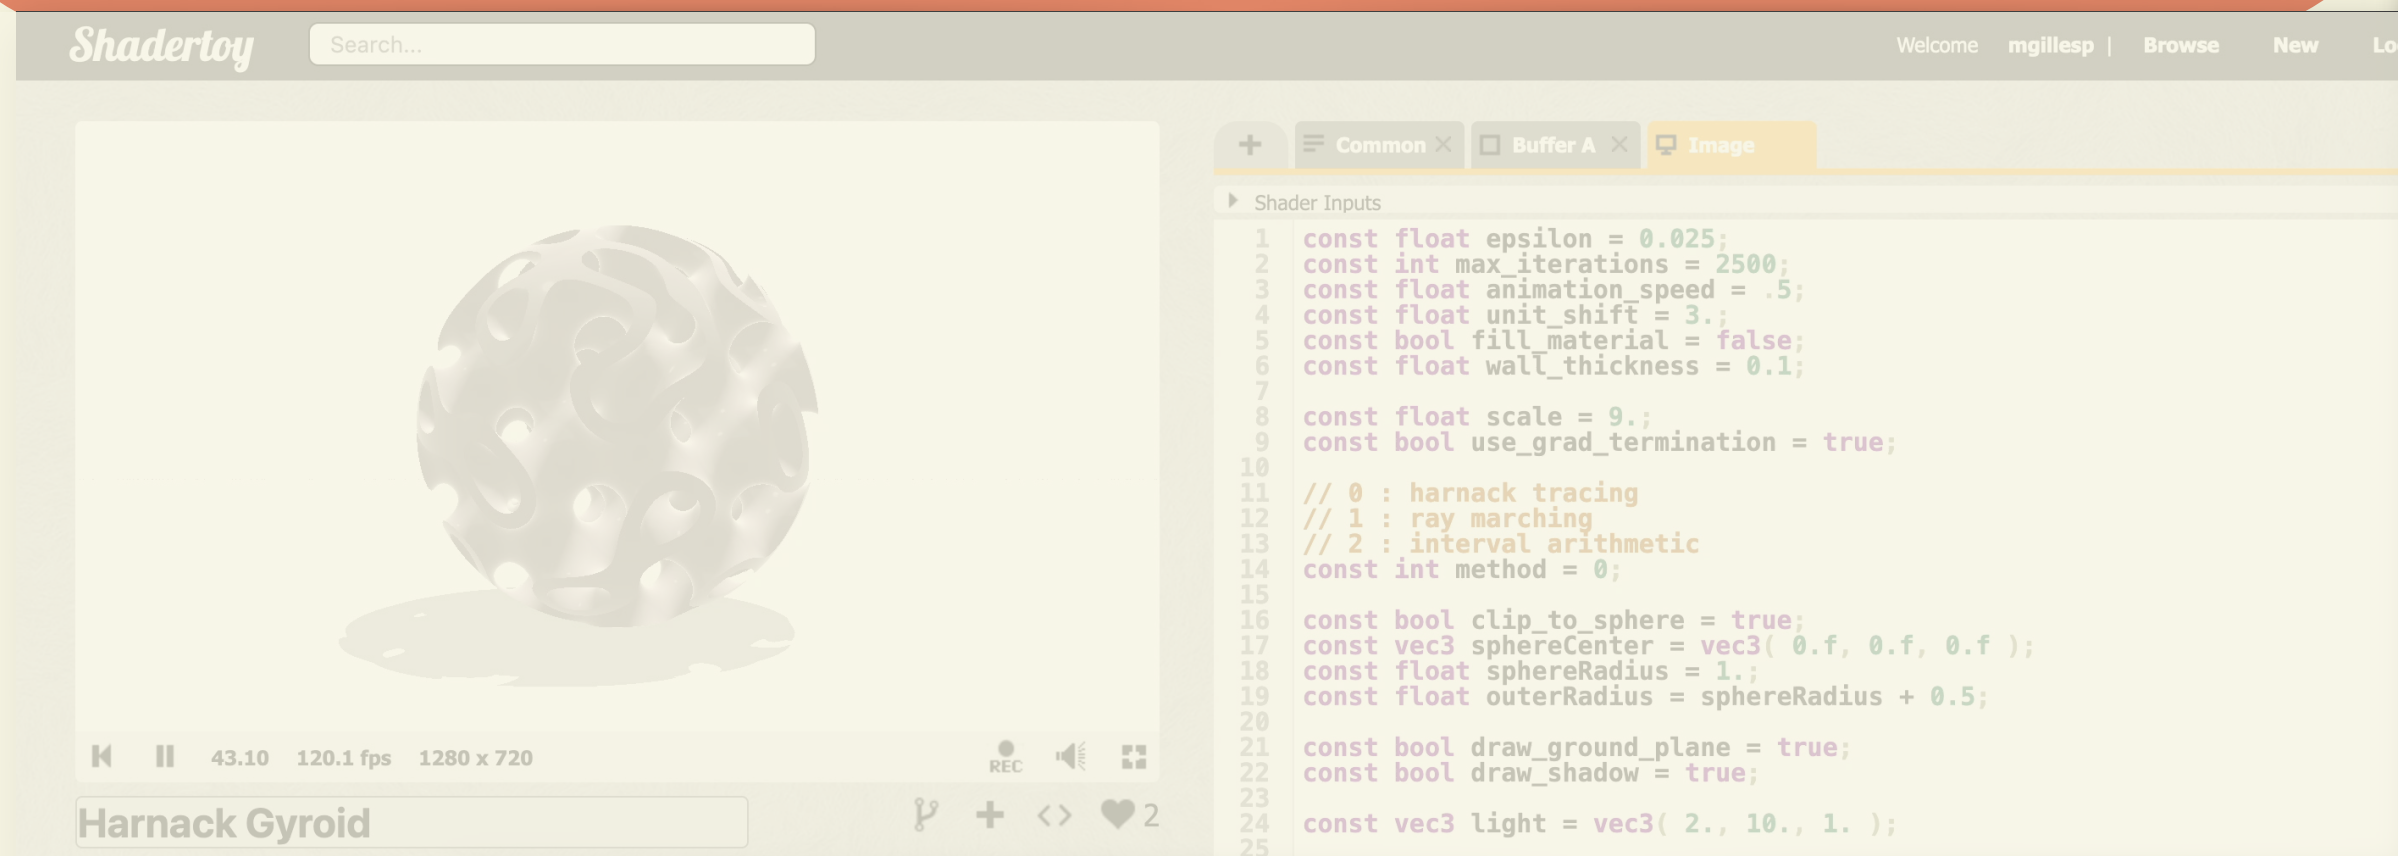 Shadertoy Search... Welcome mgillesp | Browse New
Common Buffer A Image
Shader Inputs
1 const float epsilon = 0.025;
2 const int max_iterations = 2500;
3 const float animation_speed = .5;
4 const float unit_shift = 3.;
5 const bool fill_material = false;
6 const float wall_thickness = 0.1;
7
8 const float scale = 9.;
9 const bool use_grad_termination = true;
10
11 // 0 : harnack tracing
12 // 1 : ray marching
13 // 2 : interval arithmetic
14 const int method = 0;
15
16 const bool clip_to_sphere = true;
17 const vec3 sphereCenter = vec3( 0.f, 0.f, 0.f );
18 const float sphereRadius = 1.;
19 const float outerRadius = sphereRadius + 0.5;
20
21 const bool draw_ground_plane = true;
22 const bool draw_shadow = true;
23
24 const vec3 light = vec3( 2., 10., 1. );
25
43.10 120.1 fps 1280 x 720 REC
Harnack Gyroid 2